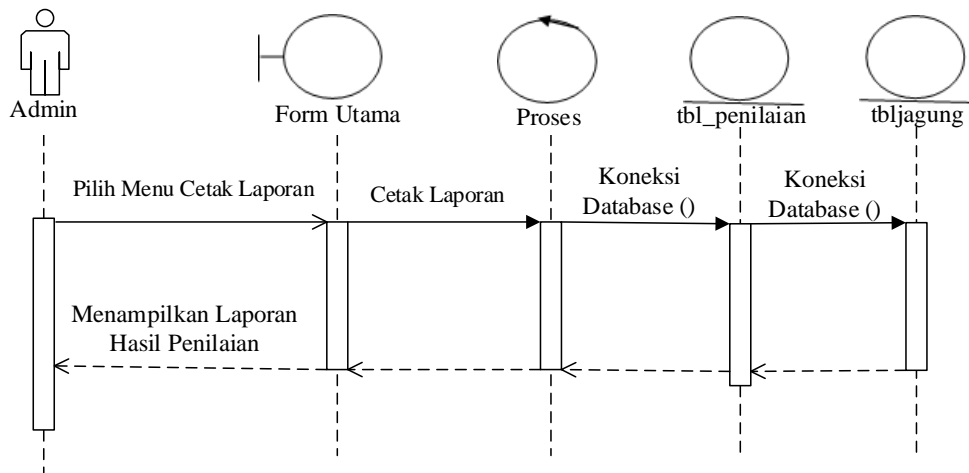 Admin
Form Utama
Proses
tbl_penilaian
tbljagung
Pilih Menu Cetak Laporan
Cetak Laporan
Koneksi
Database ()
Koneksi
Database ()
Menampilkan Laporan
Hasil Penilaian